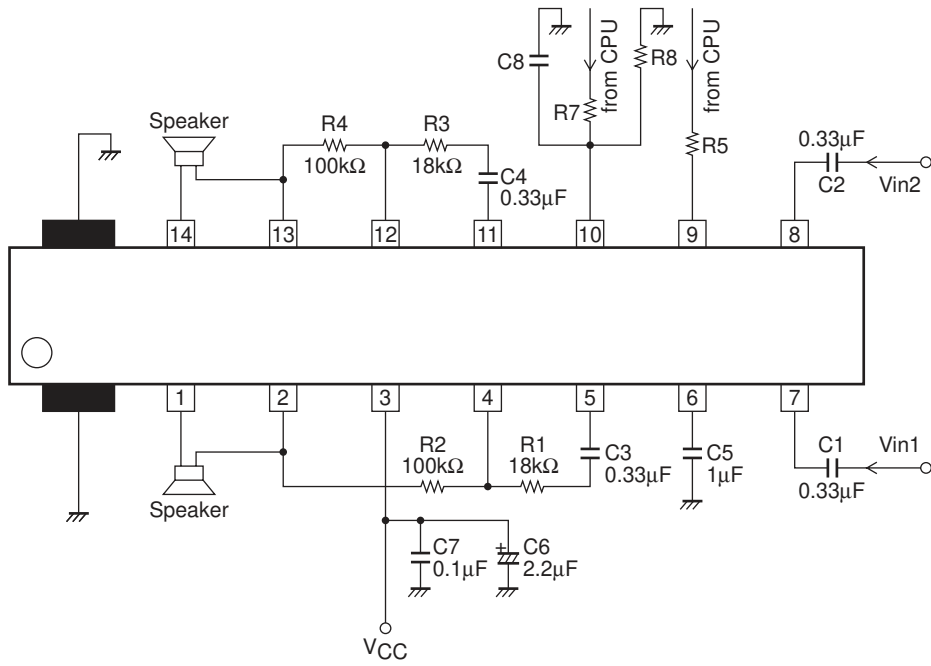 C8
from CPU
R7
R8
from CPU
R5
Speaker
R4
100kΩ
R3
18kΩ
C4
0.33μF
0.33μF
C2
Vin2
14
13
12
11
10
9
8
1
2
3
4
5
6
7
Speaker
R2
100kΩ
R1
18kΩ
C3
0.33μF
C5
1μF
C1
0.33μF
Vin1
C7
0.1μF
+
C6
2.2μF
VCC